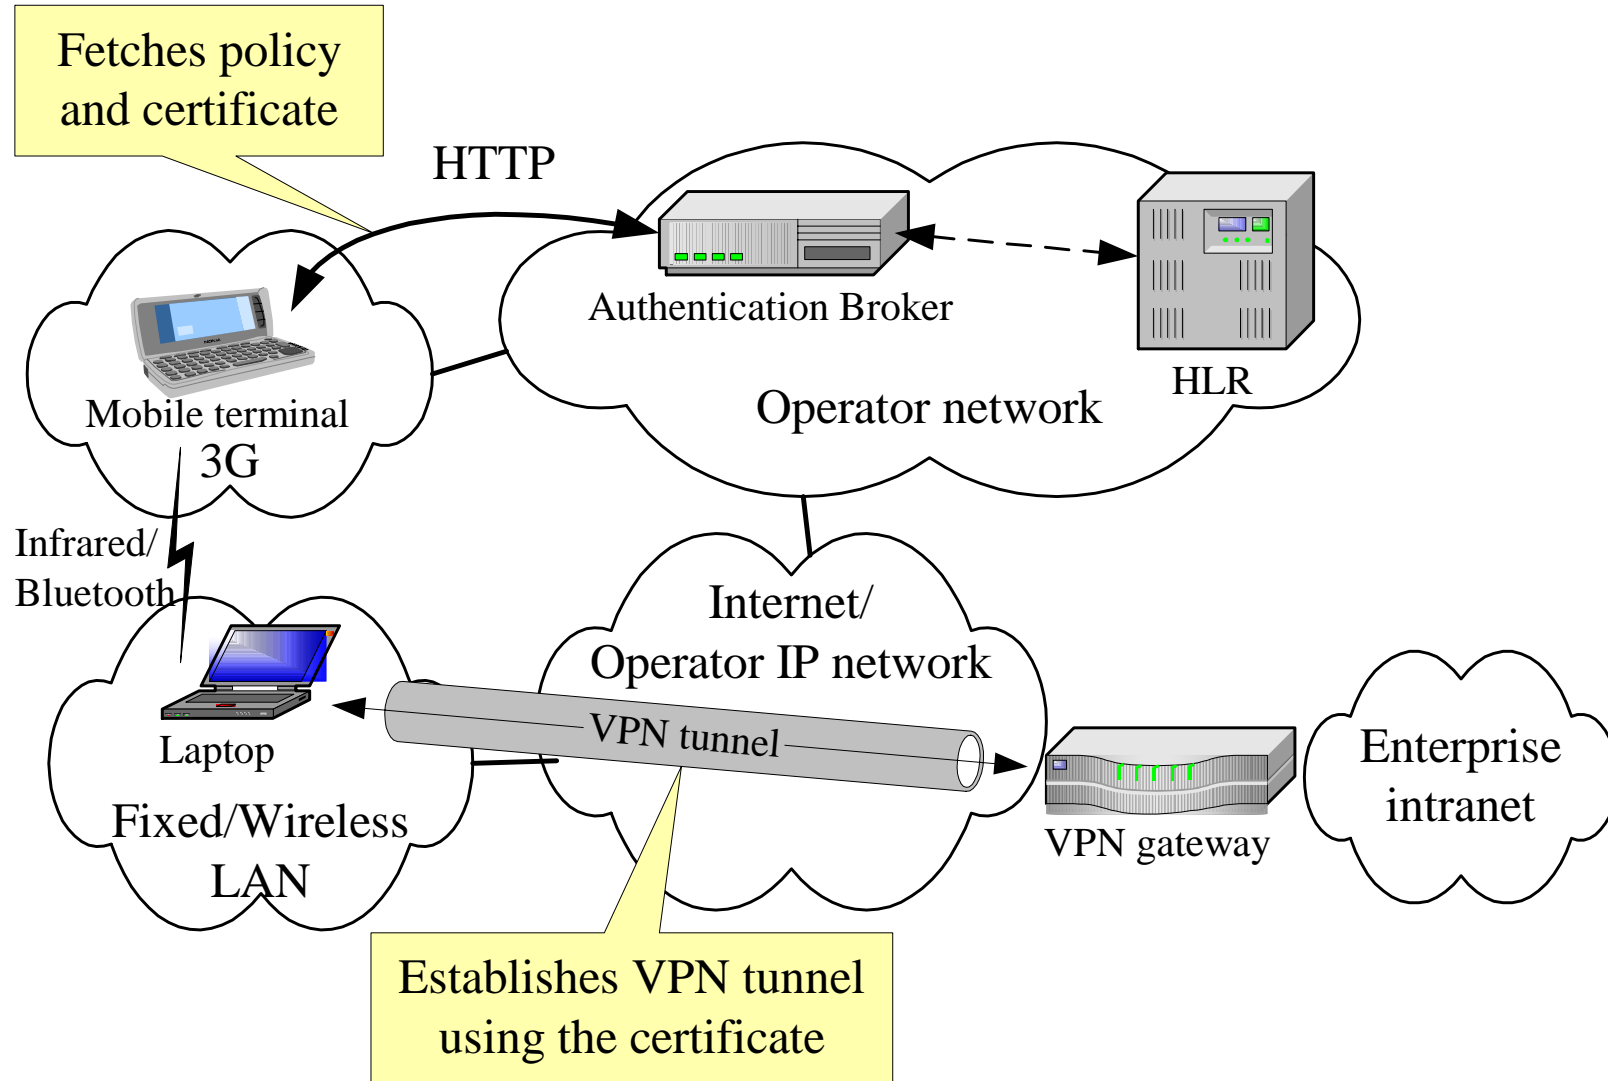 Fetches policy
and certificate
HTTP
Authentication Broker
HLR
Operator network
NOKIA
Mobile terminal
3G
Infrared/
Bluetooth
Internet/
Operator IP network
VPN tunnel
Laptop
Fixed/Wireless
LAN
VPN gateway
Enterprise
intranet
Establishes VPN tunnel
using the certificate